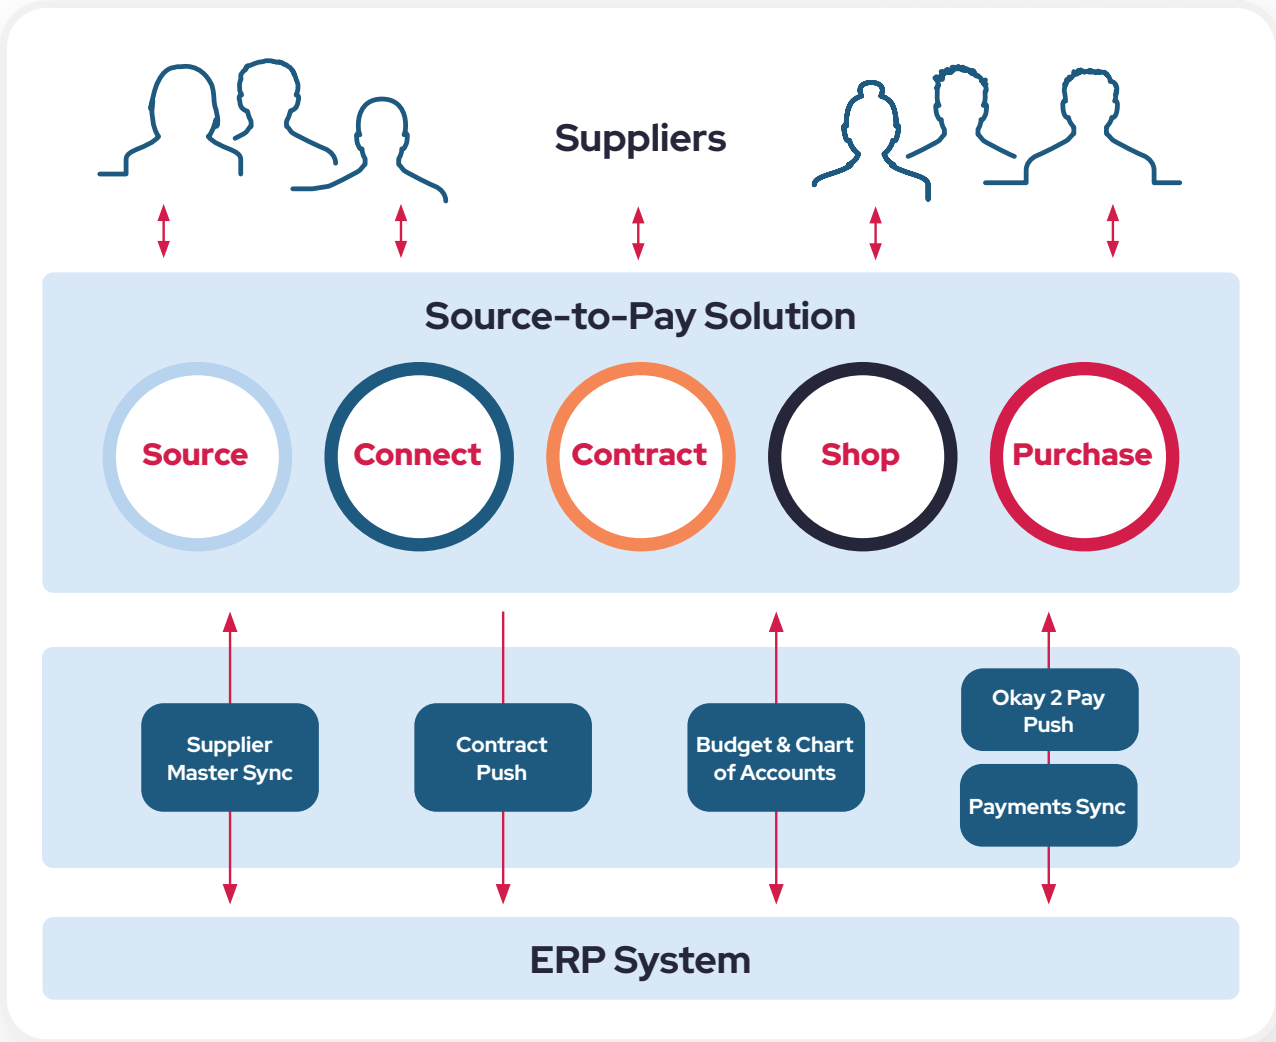 Suppliers
Source-to-Pay Solution
Source
Connect
Contract
Shop
Purchase
Supplier
Master Sync
Contract
Push
Budget & Chart
of Accounts
Okay 2 Pay
Push
Payments Sync
ERP System